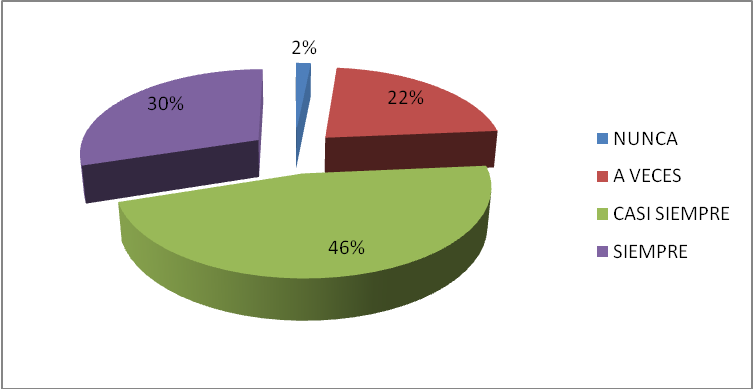 2%
22%
30%
46%
NUNCA
A VECES
CASI SIEMPRE
SIEMPRE